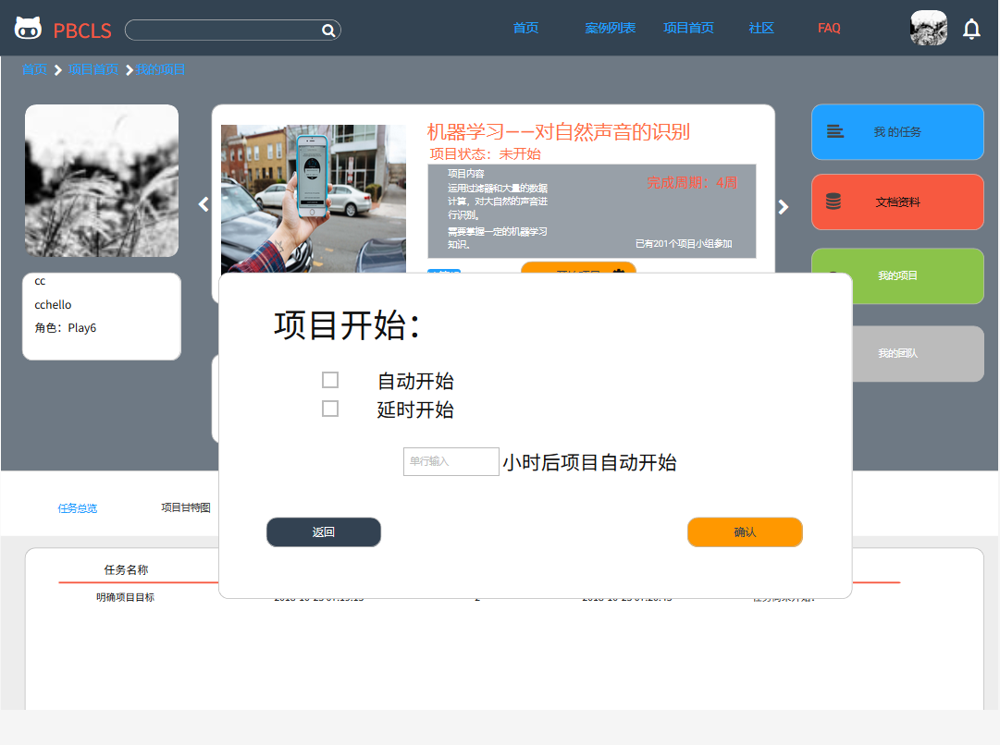 PBCLS
首页
案例列表
项目首页
社区
FAQ
首页
项目首页
我的项目
机器学习——对自然声音的识别
项目状态：未开始
项目内容
运用过滤器和大量的数据
计算，对大自然的声音进
行识别。
需要掌握一定的机器学习
知识。
完成周期：4周
已有201个项目小组参加
我 的任务
文档资料
我的项目
我的团队
cc
cchello
角色：Play6
项目开始：
自动开始
延时开始
单行输入
小时后项目自动开始
返回
确认
任务总览
项目甘特图
任务名称
明确项目目标